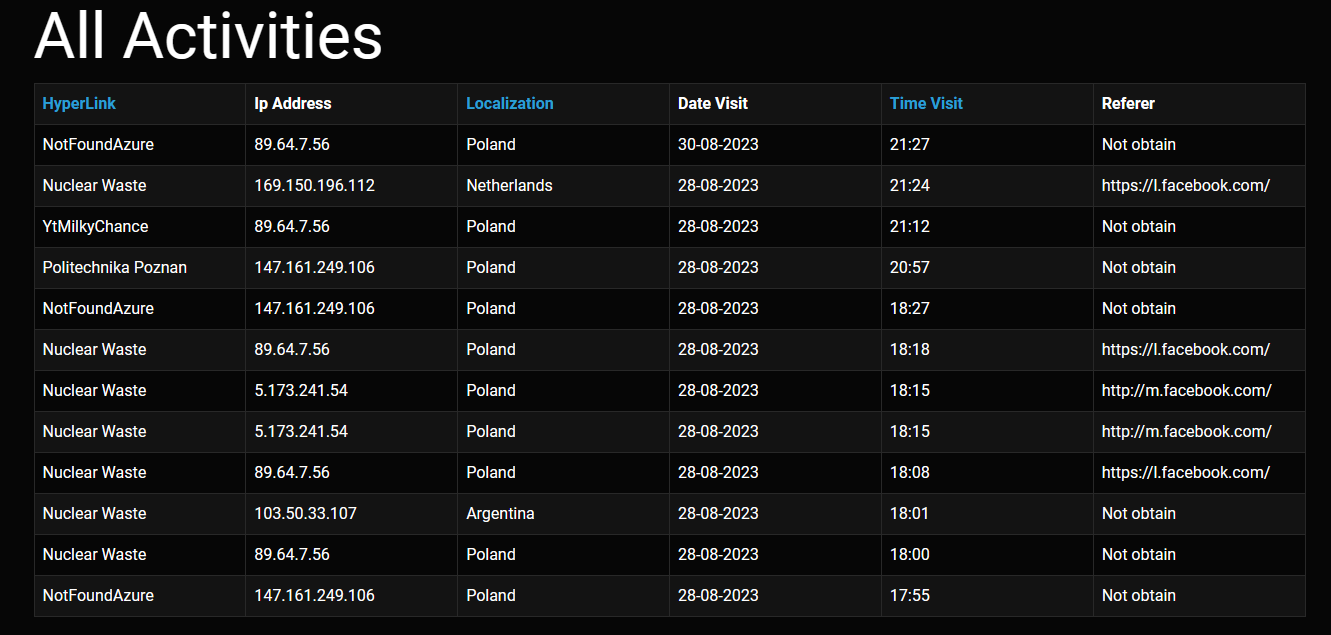 All Activities
HyperLink Ip Address Localization Date Visit Time Visit Referer
NotFoundAzure 89.64.7.56 Poland 30-08-2023 21:27 Not obtain
Nuclear Waste 169.150.196.112 Netherlands 28-08-2023 21:24 https://l.facebook.com/
YtMilkyChance 89.64.7.56 Poland 28-08-2023 21:12 Not obtain
Politechnika Poznan 147.161.249.106 Poland 28-08-2023 20:57 Not obtain
NotFoundAzure 147.161.249.106 Poland 28-08-2023 18:27 Not obtain
Nuclear Waste 89.64.7.56 Poland 28-08-2023 18:18 https://l.facebook.com/
Nuclear Waste 5.173.241.54 Poland 28-08-2023 18:15 http://m.facebook.com/
Nuclear Waste 5.173.241.54 Poland 28-08-2023 18:15 http://m.facebook.com/
Nuclear Waste 89.64.7.56 Poland 28-08-2023 18:08 https://l.facebook.com/
Nuclear Waste 103.50.33.107 Argentina 28-08-2023 18:01 Not obtain
Nuclear Waste 89.64.7.56 Poland 28-08-2023 18:00 Not obtain
NotFoundAzure 147.161.249.106 Poland 28-08-2023 17:55 Not obtain